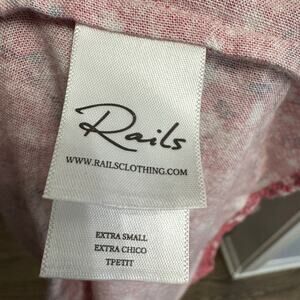 Rails
WWW.RAILSCLOTHING.COM
EXTRA SMALL
EXTRA CHICO
TPETIT